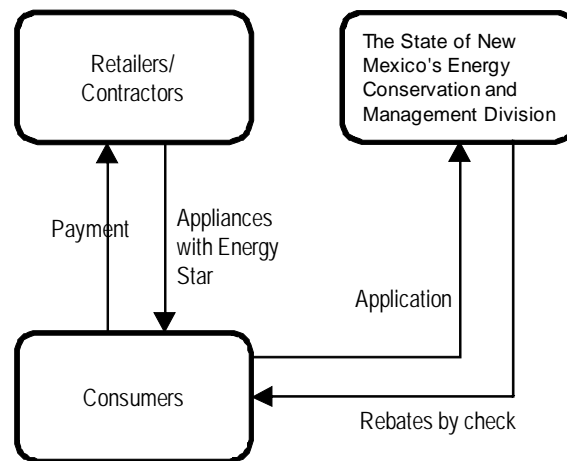 Retailers/
Contractors
The State of New
Mexico's Energy
Conservation and
Management Division
Payment
Appliances
with Energy
Star
Application
Consumers
Rebates by check